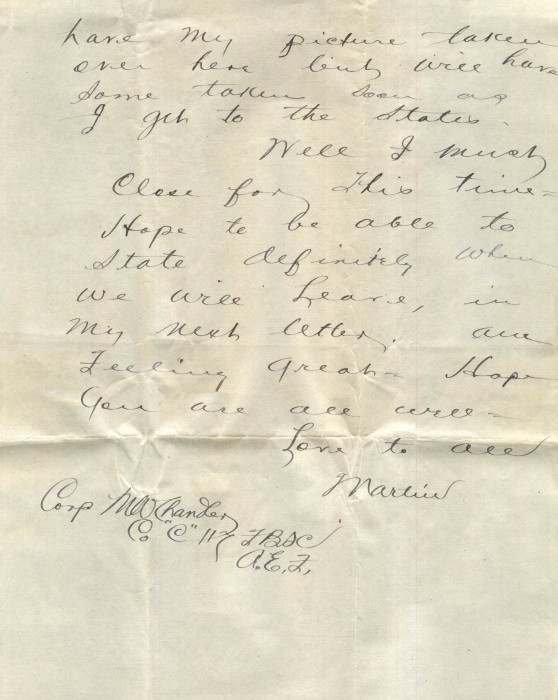 have my picture taken
over here but will have
some taken soon as
I get to the States.
Well I must
Close for this time=
Hope to be able to
State definitely when
we will Leave, in
my next letter. am
Feeling great= Hope
you are all well=
Love to all
Martin
Corp MW Chandler
Co "C" 117 F.B.S.C
A.E.F.